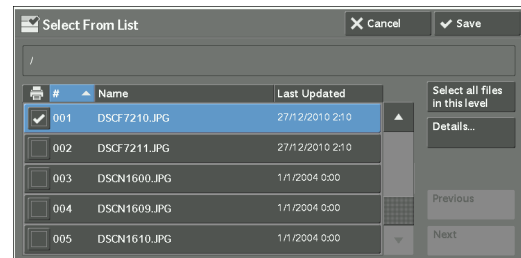 Select From List
Cancel
Save
/
# Name Last Updated
001 DSCF7210.JPG 27/12/2010 2:10
002 DSCF7211.JPG 27/12/2010 2:10
003 DSCN1600.JPG 1/1/2004 0:00
004 DSCN1609.JPG 1/1/2004 0:00
005 DSCN1610.JPG 1/1/2004 0:00
Select all files
in this level
Details...
Previous
Next